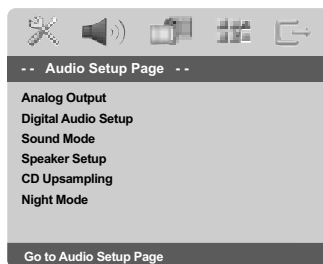 - - Audio Setup Page - -
Analog Output
Digital Audio Setup
Sound Mode
Speaker Setup
CD Upsampling
Night Mode
Go to Audio Setup Page